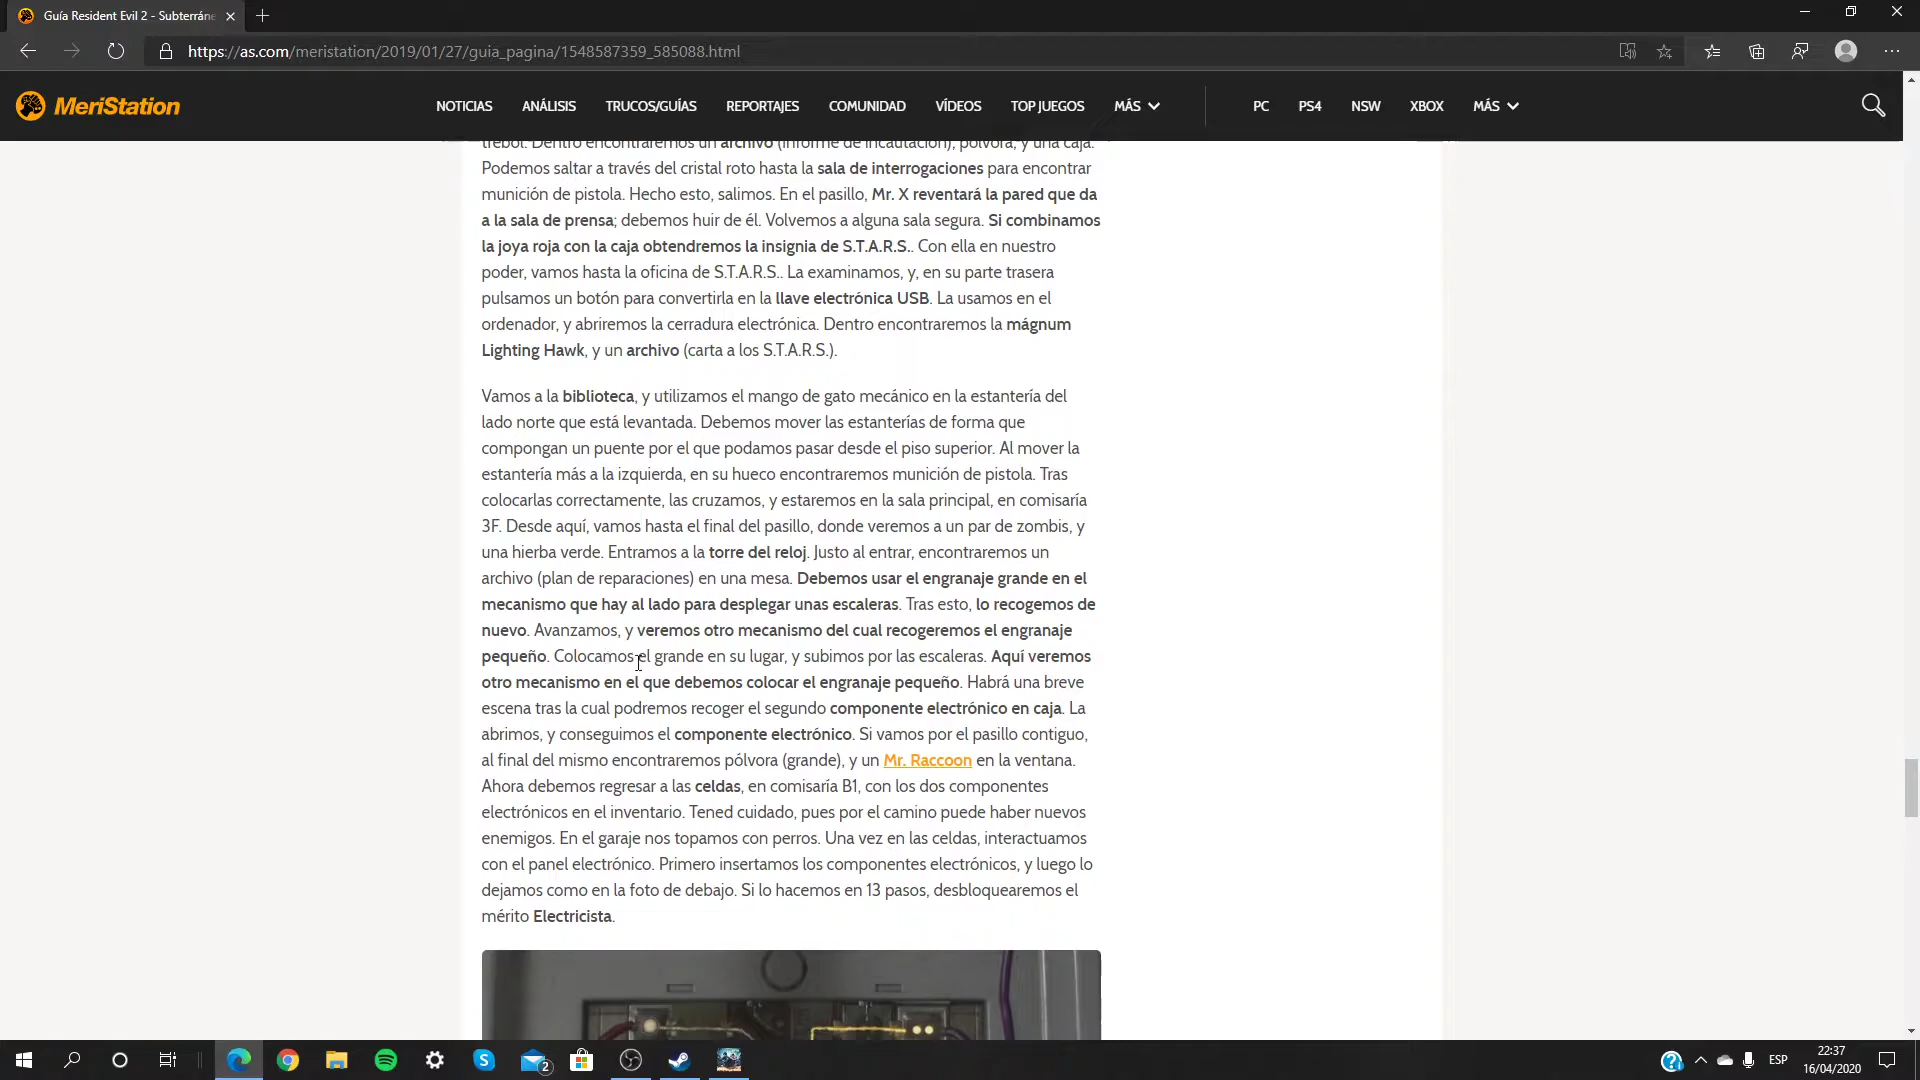 Guía Resident Evil 2 - Subterráne
https://as.com/meristation/2019/01/27/guia_pagina/1548587359_585088.html
MeriStation
NOTICIAS ANÁLISIS TRUCOS/GUÍAS REPORTAJES COMUNIDAD VÍDEOS TOP JUEGOS MÁS PC PS4 NSW XBOX MÁS
trébol. Dentro encontraremos un archivo (informe de incautación), pólvora, y una caja.
Podemos saltar a través del cristal roto hasta la sala de interrogaciones para encontrar
munición de pistola. Hecho esto, salimos. En el pasillo, Mr. X reventará la pared que da
a la sala de prensa; debemos huir de él. Volvemos a alguna sala segura. Si combinamos
la joya roja con la caja obtendremos la insignia de S.T.A.R.S.. Con ella en nuestro
poder, vamos hasta la oficina de S.T.A.R.S.. La examinamos, y, en su parte trasera
pulsamos un botón para convertirla en la llave electrónica USB. La usamos en el
ordenador, y abriremos la cerradura electrónica. Dentro encontraremos la mágnum
Lighting Hawk, y un archivo (carta a los S.T.A.R.S.).
Vamos a la biblioteca, y utilizamos el mango de gato mecánico en la estantería del
lado norte que está levantada. Debemos mover las estanterías de forma que
compongan un puente por el que podamos pasar desde el piso superior. Al mover la
estantería más a la izquierda, en su hueco encontraremos munición de pistola. Tras
colocarlas correctamente, las cruzamos, y estaremos en la sala principal, en comisaría
3F. Desde aquí, vamos hasta el final del pasillo, donde veremos a un par de zombis, y
una hierba verde. Entramos a la torre del reloj. Justo al entrar, encontraremos un
archivo (plan de reparaciones) en una mesa. Debemos usar el engranaje grande en el
mecanismo que hay al lado para desplegar unas escaleras. Tras esto, lo recogemos de
nuevo. Avanzamos, y veremos otro mecanismo del cual recogeremos el engranaje
pequeño. Colocamos el grande en su lugar, y subimos por las escaleras. Aquí veremos
otro mecanismo en el que debemos colocar el engranaje pequeño. Habrá una breve
escena tras la cual podremos recoger el segundo componente electrónico en caja. La
abrimos, y conseguimos el componente electrónico. Si vamos por el pasillo contiguo,
al final del mismo encontraremos pólvora (grande), y un Mr. Raccoon en la ventana.
Ahora debemos regresar a las celdas, en comisaría B1, con los dos componentes
electrónicos en el inventario. Tened cuidado, pues por el camino puede haber nuevos
enemigos. En el garaje nos topamos con perros. Una vez en las celdas, interactuamos
con el panel electrónico. Primero insertamos los componentes electrónicos, y luego lo
dejamos como en la foto de debajo. Si lo hacemos en 13 pasos, desbloquearemos el
mérito Electricista.
2
ESP
22:37
16/04/2020